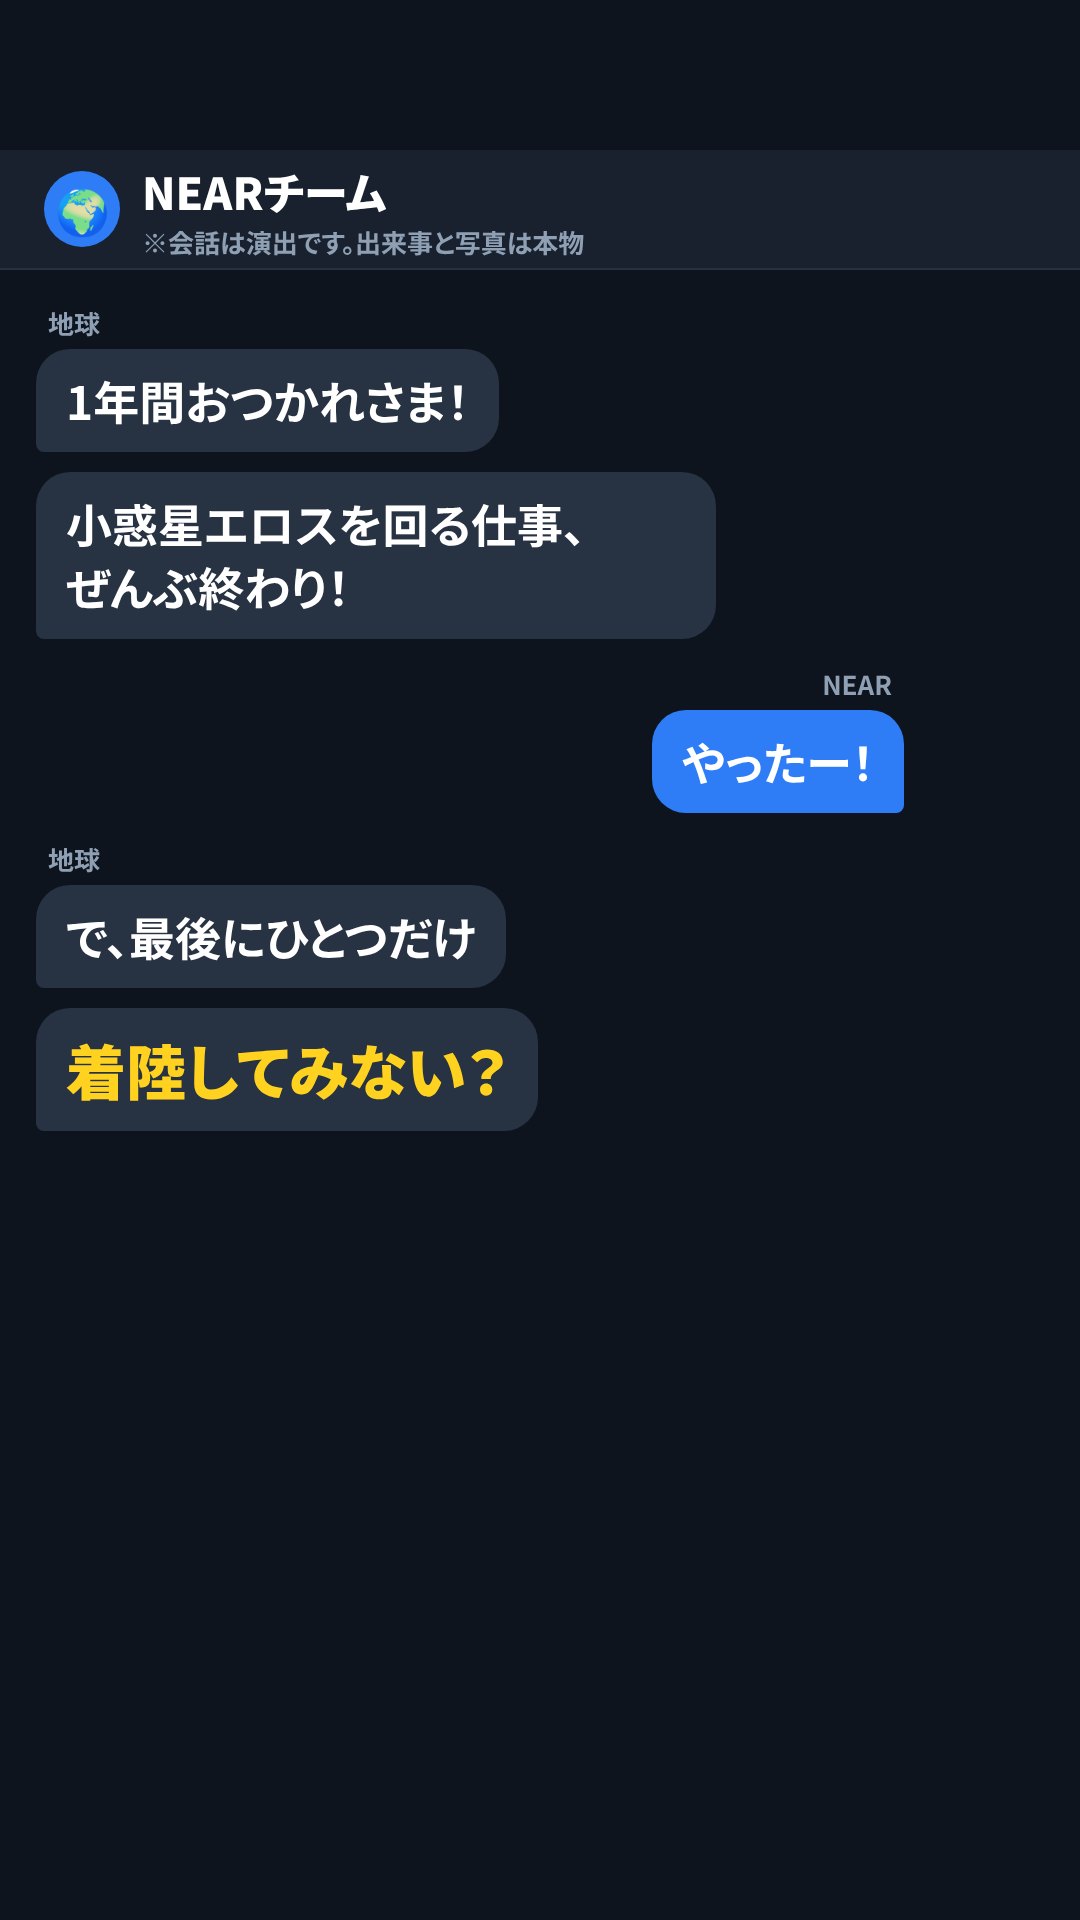 NEARチーム
※会話は演出です。出来事と写真は本物
地球
1年間おつかれさま！
小惑星エロスを回る仕事、
ぜんぶ終わり！
NEAR
やったー！
地球
で、最後にひとつだけ
着陸してみない？